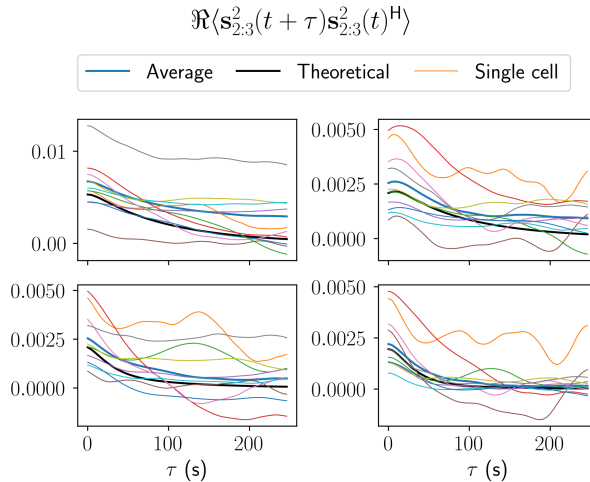 ℜ⟨s²₂:₃(t + τ)s²₂:₃(t)ᴴ⟩
Average Theoretical Single cell
0.01
0.00
0.0050
0.0025
0.0000
0.0050
0.0025
0.0000
0 100 200
τ (s)
0.0050
0.0025
0.0000
0 100 200
τ (s)